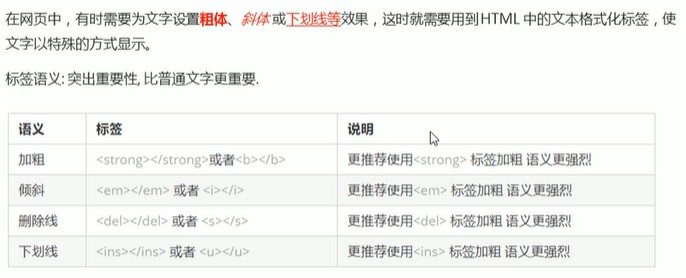 在网页中，有时需要为文字设置粗体、斜体或下划线等效果，这时就需要用到HTML 中的文本格式化标签，使
文字以特殊的方式显示。
标签语义: 突出重要性, 比普通文字更重要.
语义 标签 说明
加粗 <strong></strong>或者<b></b> 更推荐使用<strong> 标签加粗 语义更强烈
倾斜 <em></em> 或者 <i></i> 更推荐使用<em> 标签加粗 语义更强烈
删除线 <del></del> 或者 <s></s> 更推荐使用<del> 标签加粗 语义更强烈
下划线 <ins></ins> 或者 <u></u> 更推荐使用<ins> 标签加粗 语义更强烈